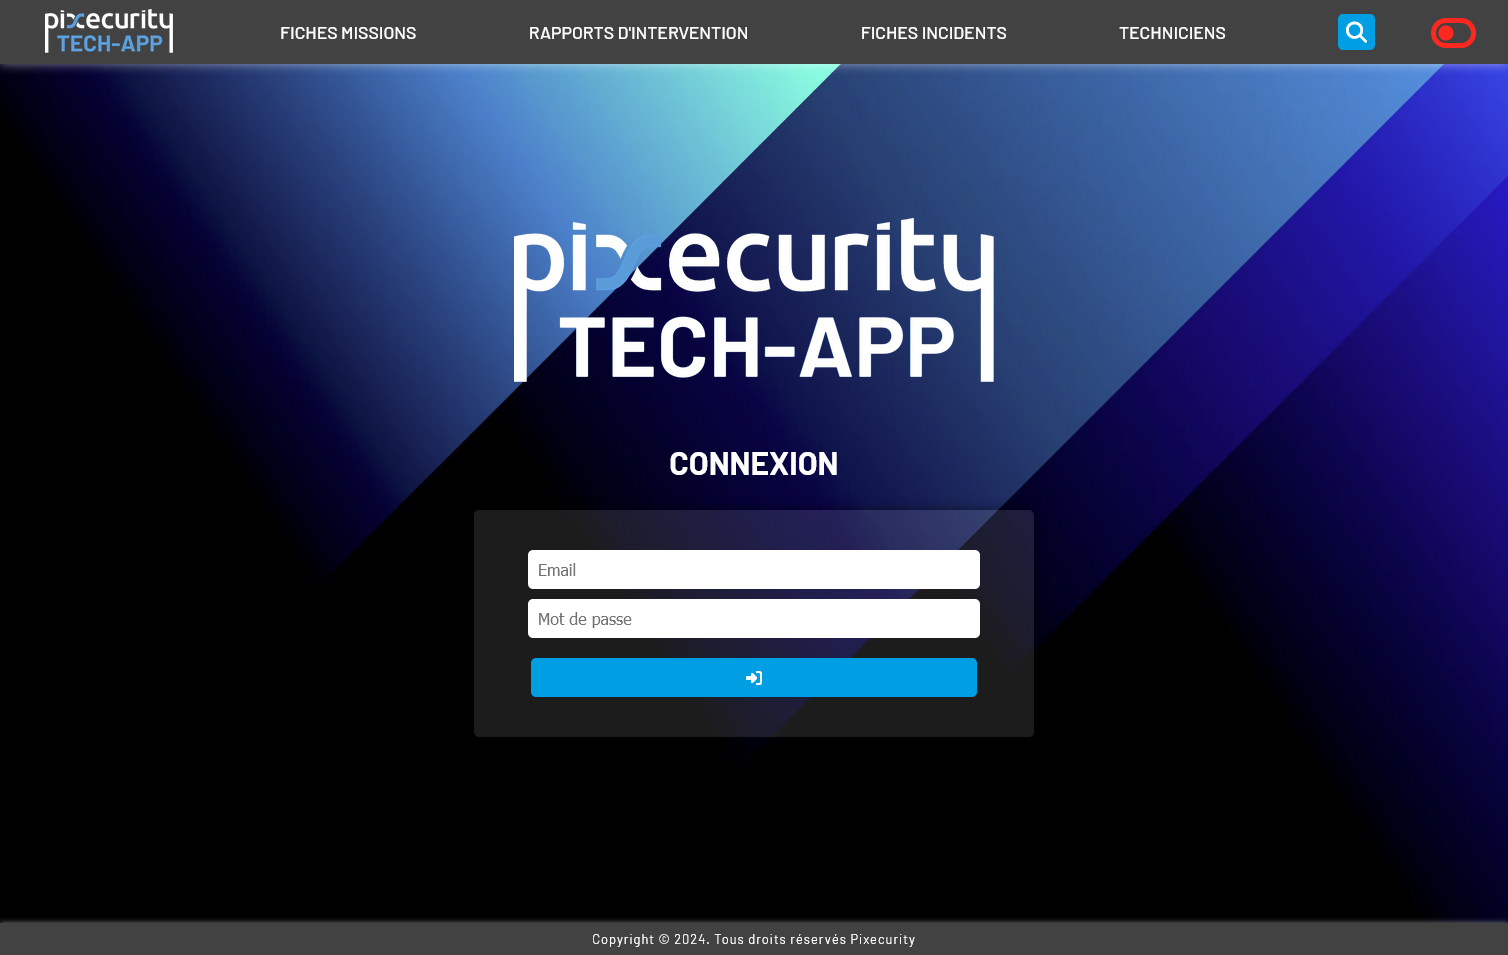 pixecurity
TECH-APP
FICHES MISSIONS
RAPPORTS D'INTERVENTION
FICHES INCIDENTS
TECHNICIENS
pixecurity
TECH-APP
CONNEXION
Email
Mot de passe
Copyright © 2024. Tous droits réservés Pixecurity